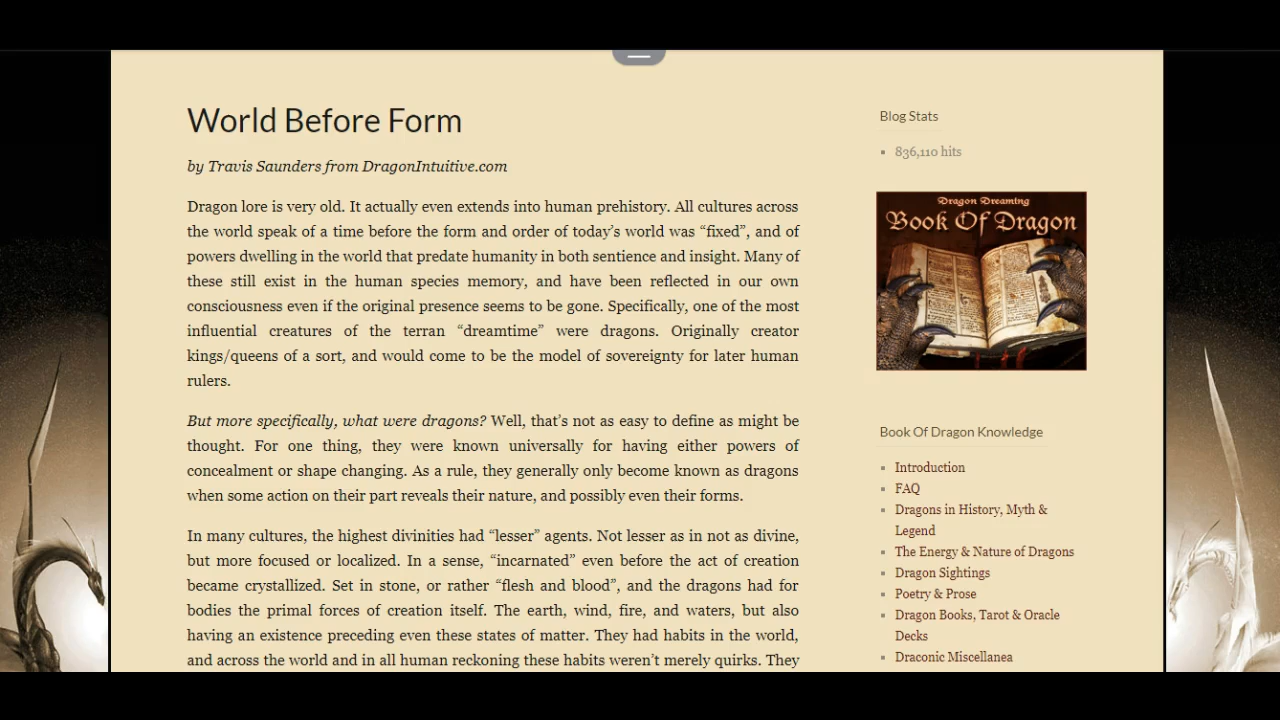 World Before Form
by Travis Saunders from DragonIntuitive.com
Dragon lore is very old. It actually even extends into human prehistory. All cultures across
the world speak of a time before the form and order of today’s world was “fixed”, and of
powers dwelling in the world that predate humanity in both sentience and insight. Many of
these still exist in the human species memory, and have been reflected in our own
consciousness even if the original presence seems to be gone. Specifically, one of the most
influential creatures of the terran “dreamtime” were dragons. Originally creator
kings/queens of a sort, and would come to be the model of sovereignty for later human
rulers.
But more specifically, what were dragons? Well, that’s not as easy to define as might be
thought. For one thing, they were known universally for having either powers of
concealment or shape changing. As a rule, they generally only become known as dragons
when some action on their part reveals their nature, and possibly even their forms.
In many cultures, the highest divinities had “lesser” agents. Not lesser as in not as divine,
but more focused or localized. In a sense, “incarnated” even before the act of creation
became crystallized. Set in stone, or rather “flesh and blood”, and the dragons had for
bodies the primal forces of creation itself. The earth, wind, fire, and waters, but also
having an existence preceding even these states of matter. They had habits in the world,
and across the world and in all human reckoning these habits weren’t merely quirks. They
Blog Stats
836,110 hits
Dragon Dreaming
Book Of Dragon
Book Of Dragon Knowledge
Introduction
FAQ
Dragons in History, Myth &
Legend
The Energy & Nature of Dragons
Dragon Sightings
Poetry & Prose
Dragon Books, Tarot & Oracle
Decks
Draconic Miscellanea